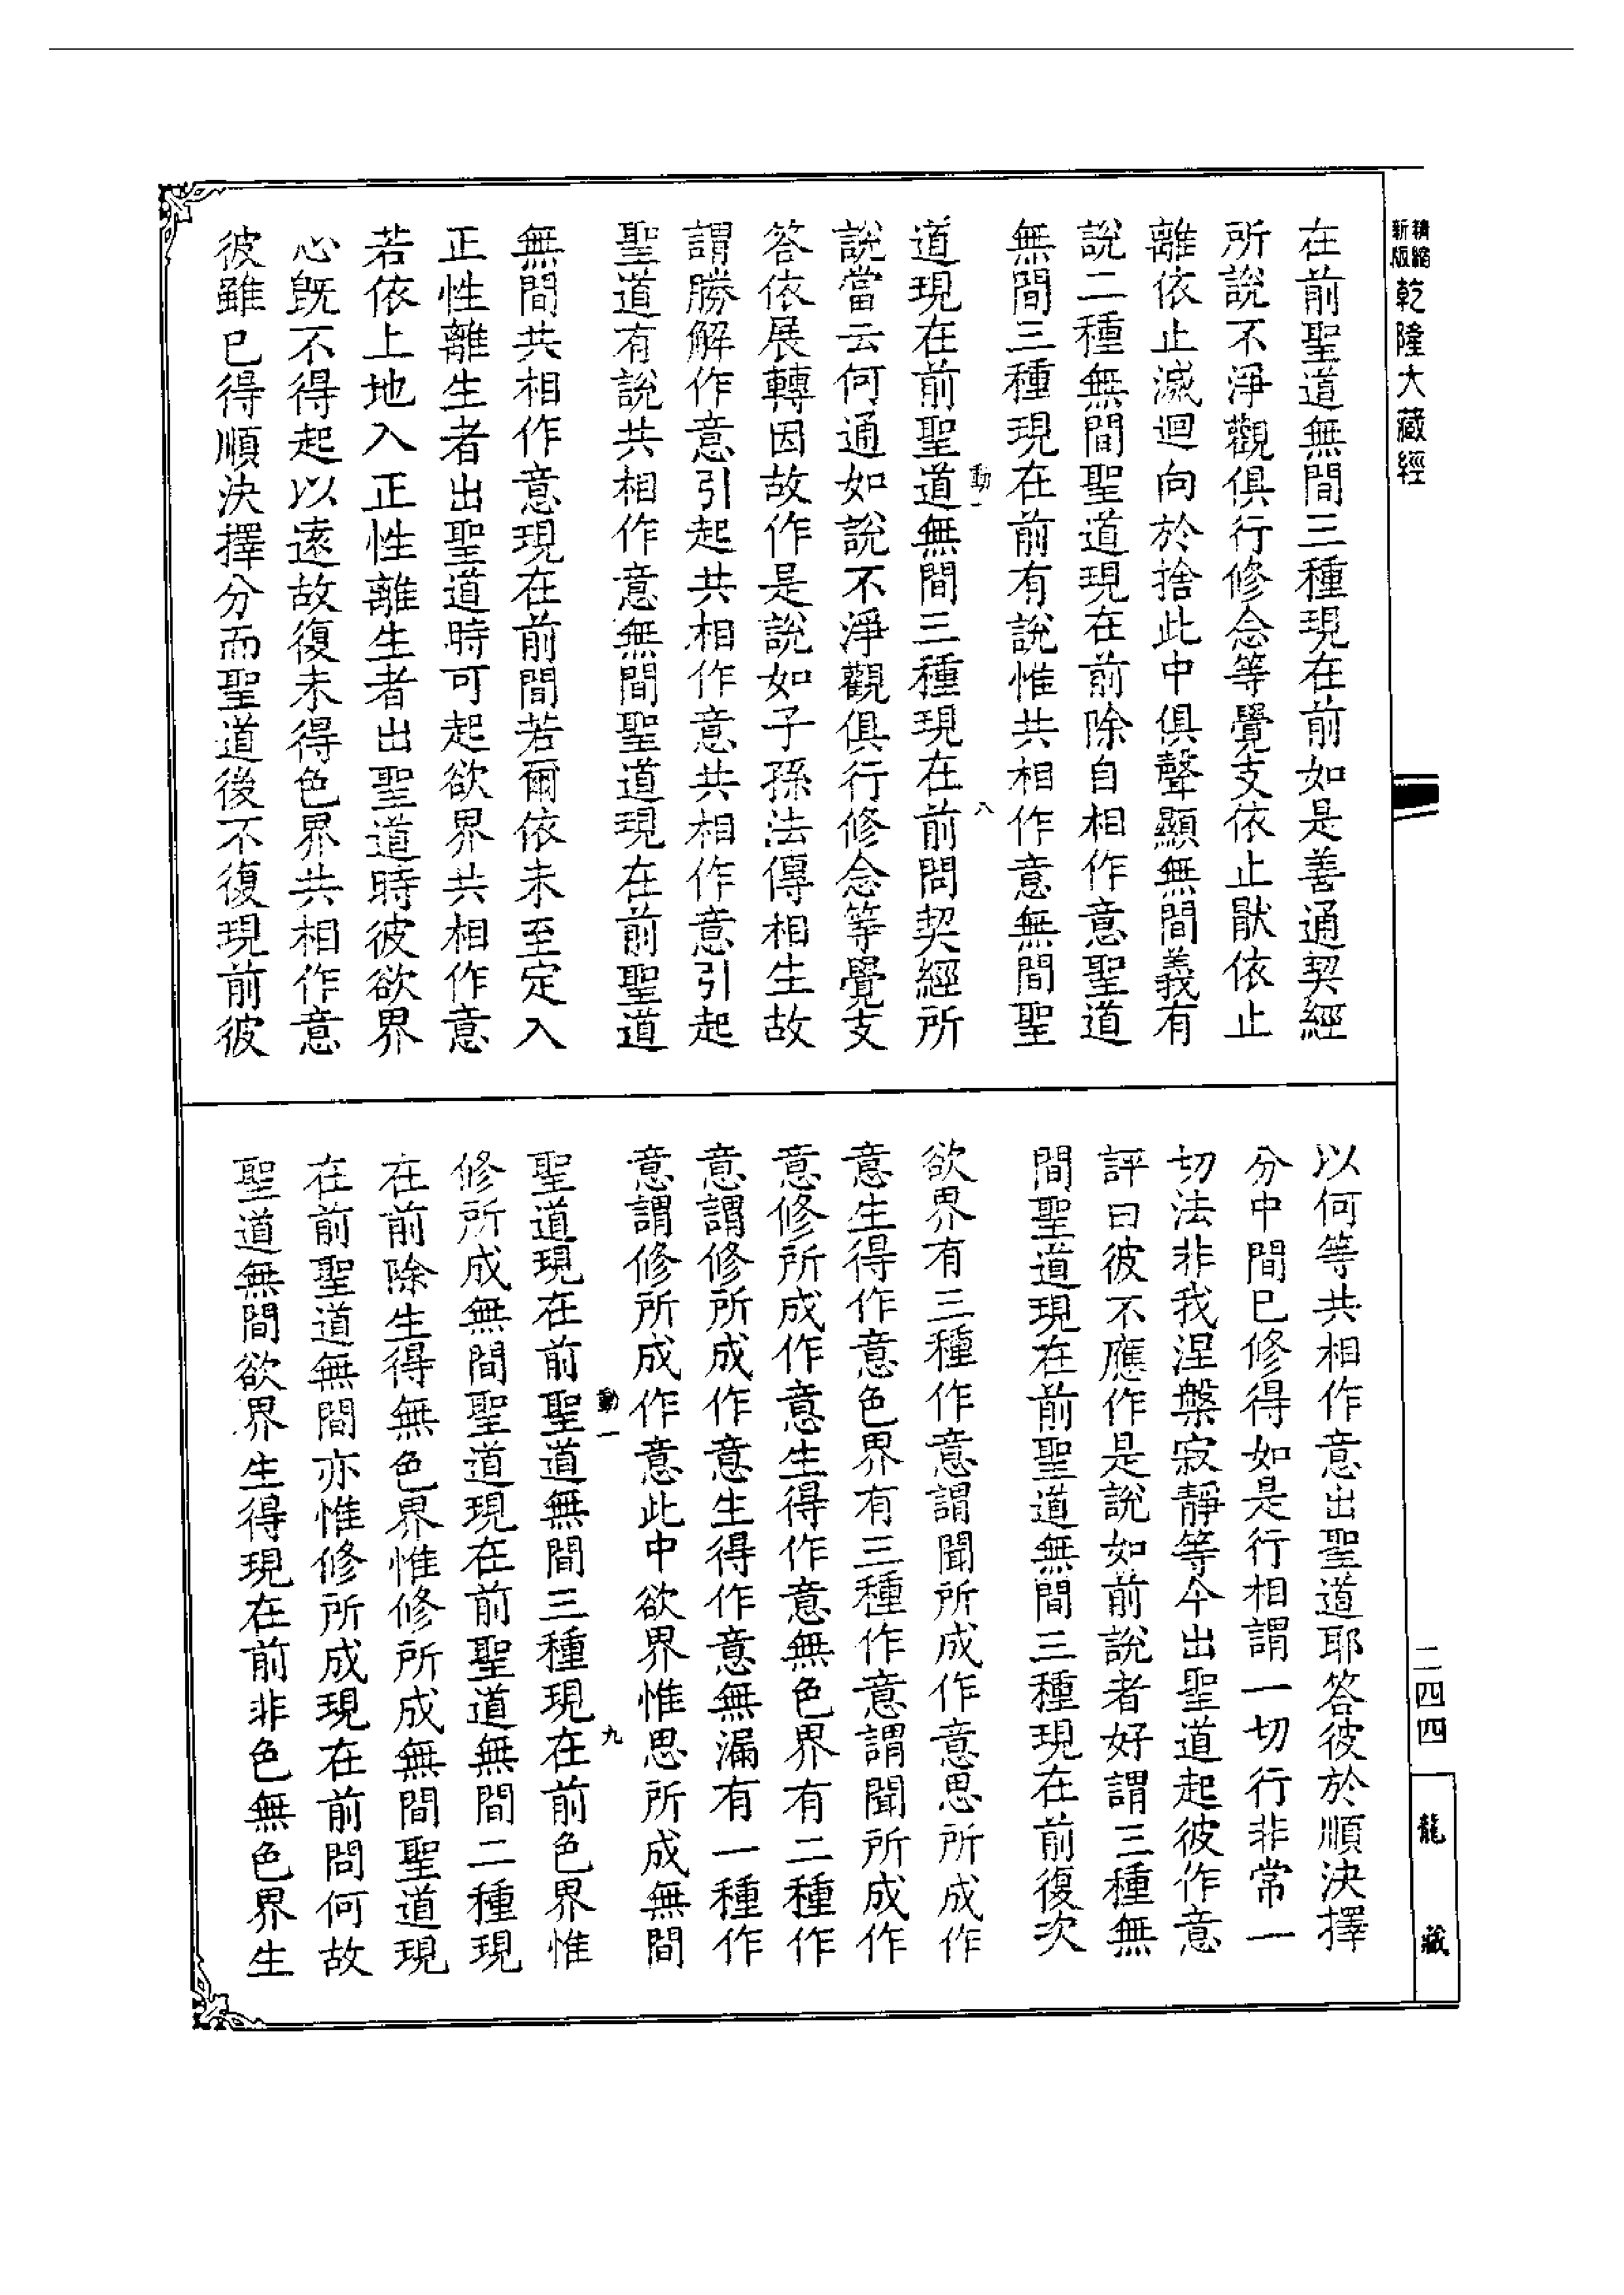 精縮新版乾隆大藏經
在前聖道無間三種現在前如是善通契經
所說不淨觀俱行修念等覺支依止猒依止
離依止滅迴向於捨此中俱聲顯無間義有
說二種無間聖道現在前除自相作意聖道
無間三種現在前有說惟共相作意無間聖
動一
八
道現在前聖道無間三種現在前問契經所
說當云何通如說不淨觀俱行修念等覺支
答依展轉因故作是說如子孫法傳相生故
謂勝解作意引起共相作意共相作意引起
聖道有說共相作意無間聖道現在前聖道
無間共相作意現在前問若爾依未至定入
正性離生者出聖道時可起欲界共相作意
若依上地入正性離生者出聖道時彼欲界
心既不得起以遠故復未得色界共相作意
彼雖已得順決擇分而聖道後不復現前彼
以何等共相作意出聖道耶答彼於順決擇
分中間已修得如是行相謂一切行非常一
切法非我涅槃寂靜等今出聖道起彼作意
評曰彼不應作是說如前說者好謂三種無
間聖道現在前聖道無間三種現在前復次
欲界有三種作意謂聞所成作意思所成作
意生得作意色界有三種作意謂聞所成作
意修所成作意生得作意無色界有二種作
意謂修所成作意生得作意無漏有一種作
意謂修所成作意此中欲界惟思所成無間
動一
九
聖道現在前聖道無間三種現在前色界惟
修所成無間聖道現在前聖道無間二種現
在前除生得無色界惟修所成無間聖道現
在前聖道無間亦惟修所成現在前問何故
聖道無間欲界生得現在前非色無色界生
二四四
龍藏